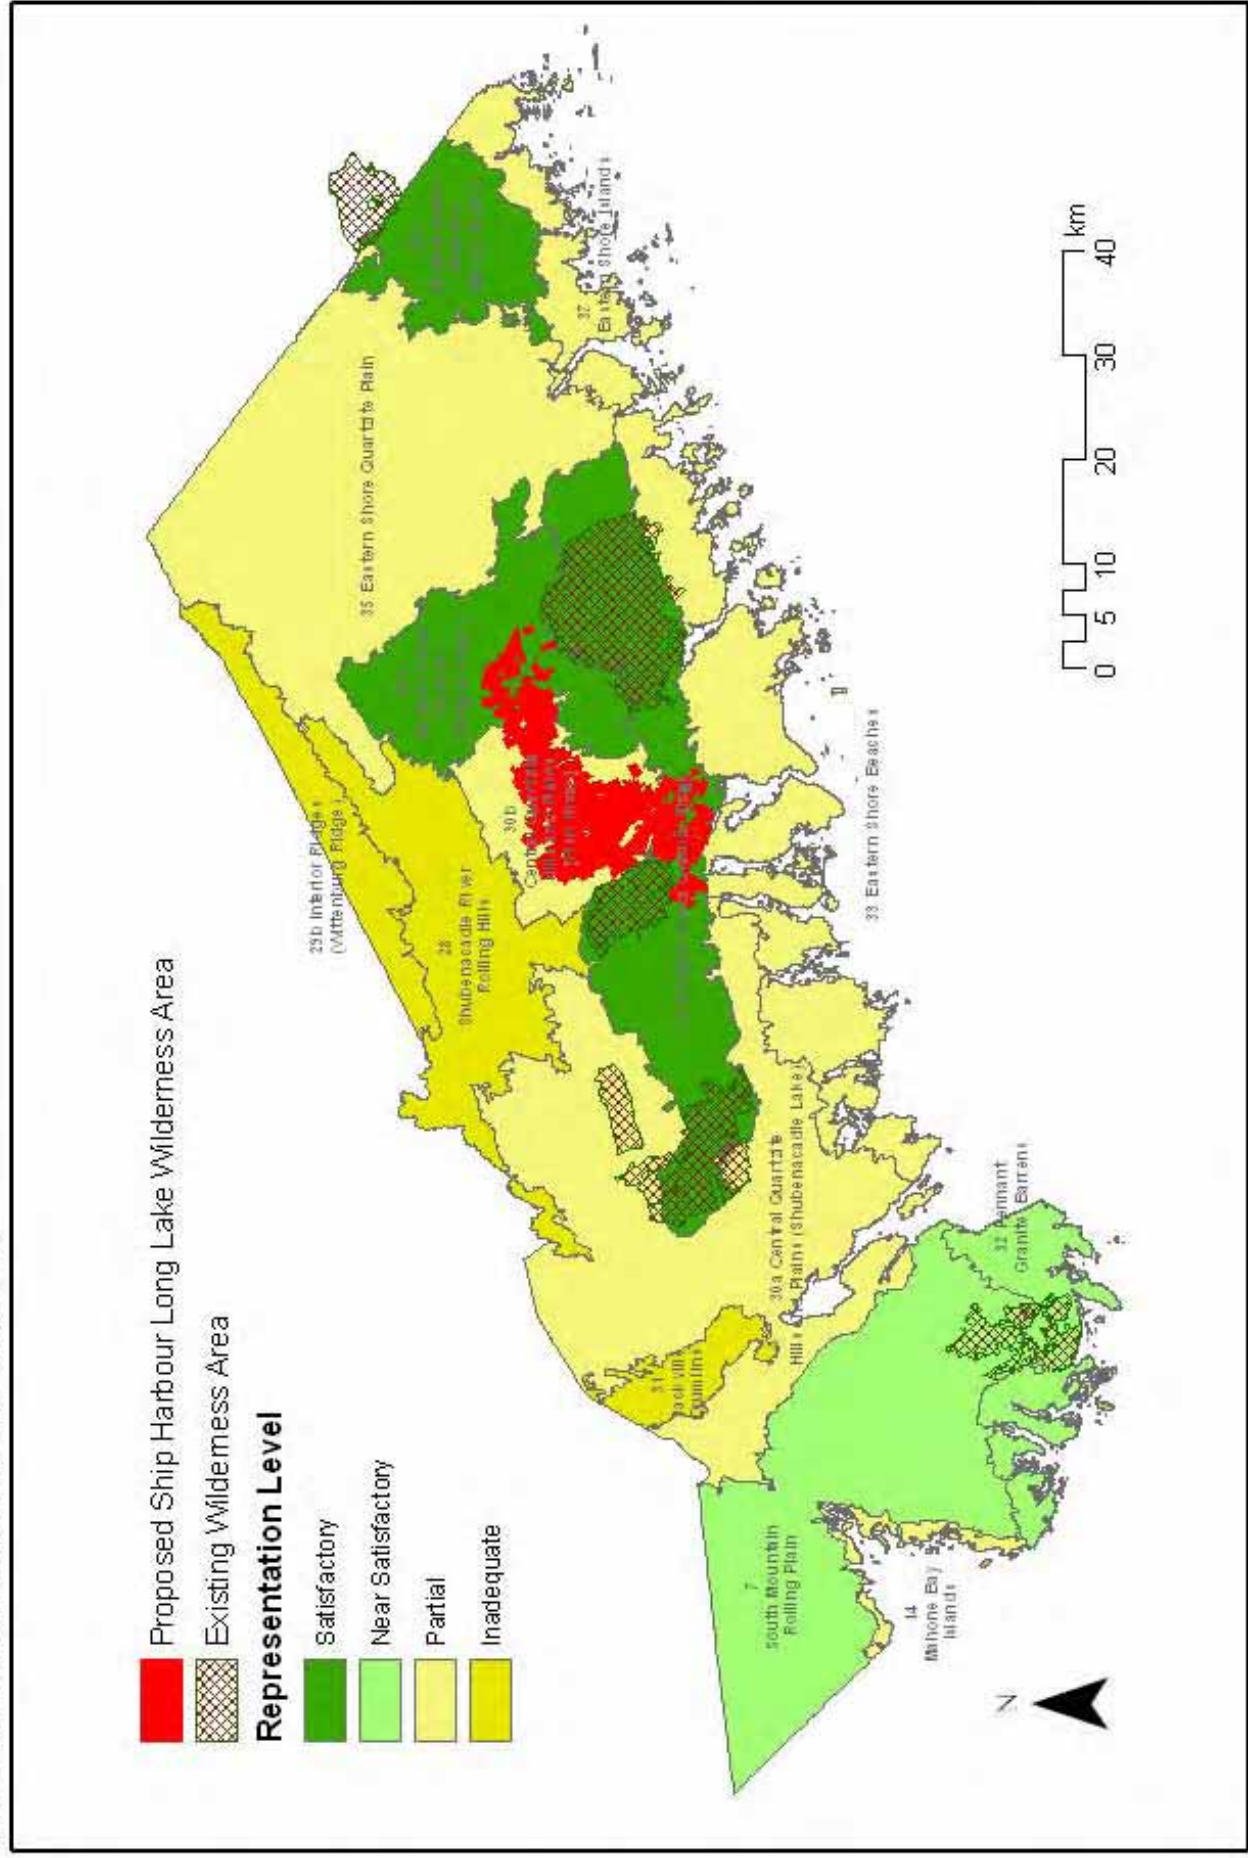 Proposed Ship Harbour Long Lake Wilderness Area
Existing Wilderness Area
Representation Level
Satisfactory
Near Satisfactory
Partial
Inadequate
29b Interior Ridges
(Wittenburg Ridge)
28
Shubenacadie River
Rolling Hills
35 Eastern Shore Quartzite Plain
30b
37
Eastern Shore Islands
31
30a Central Quartzite
Hills & Plains (Shubenacadie Lake)
33 Eastern Shore Beaches
7
South Mountain
Rolling Plain
14
Mahone Bay
Islands
32 Pennant
Granite Barrens
N
0 5 10 20 30 40
km